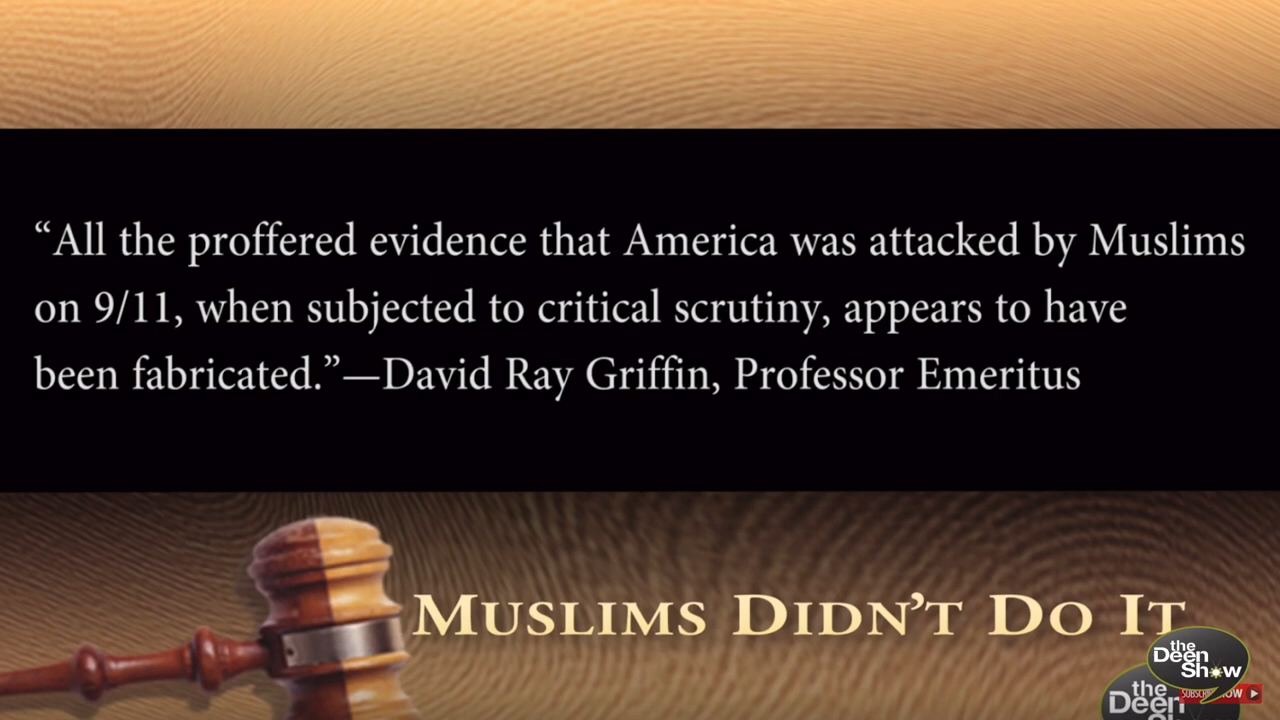 “All the proffered evidence that America was attacked by Muslims
on 9/11, when subjected to critical scrutiny, appears to have
been fabricated.”—David Ray Griffin, Professor Emeritus
MUSLIMS DIDN’T DO IT
the
Deen
Show
the
Deen